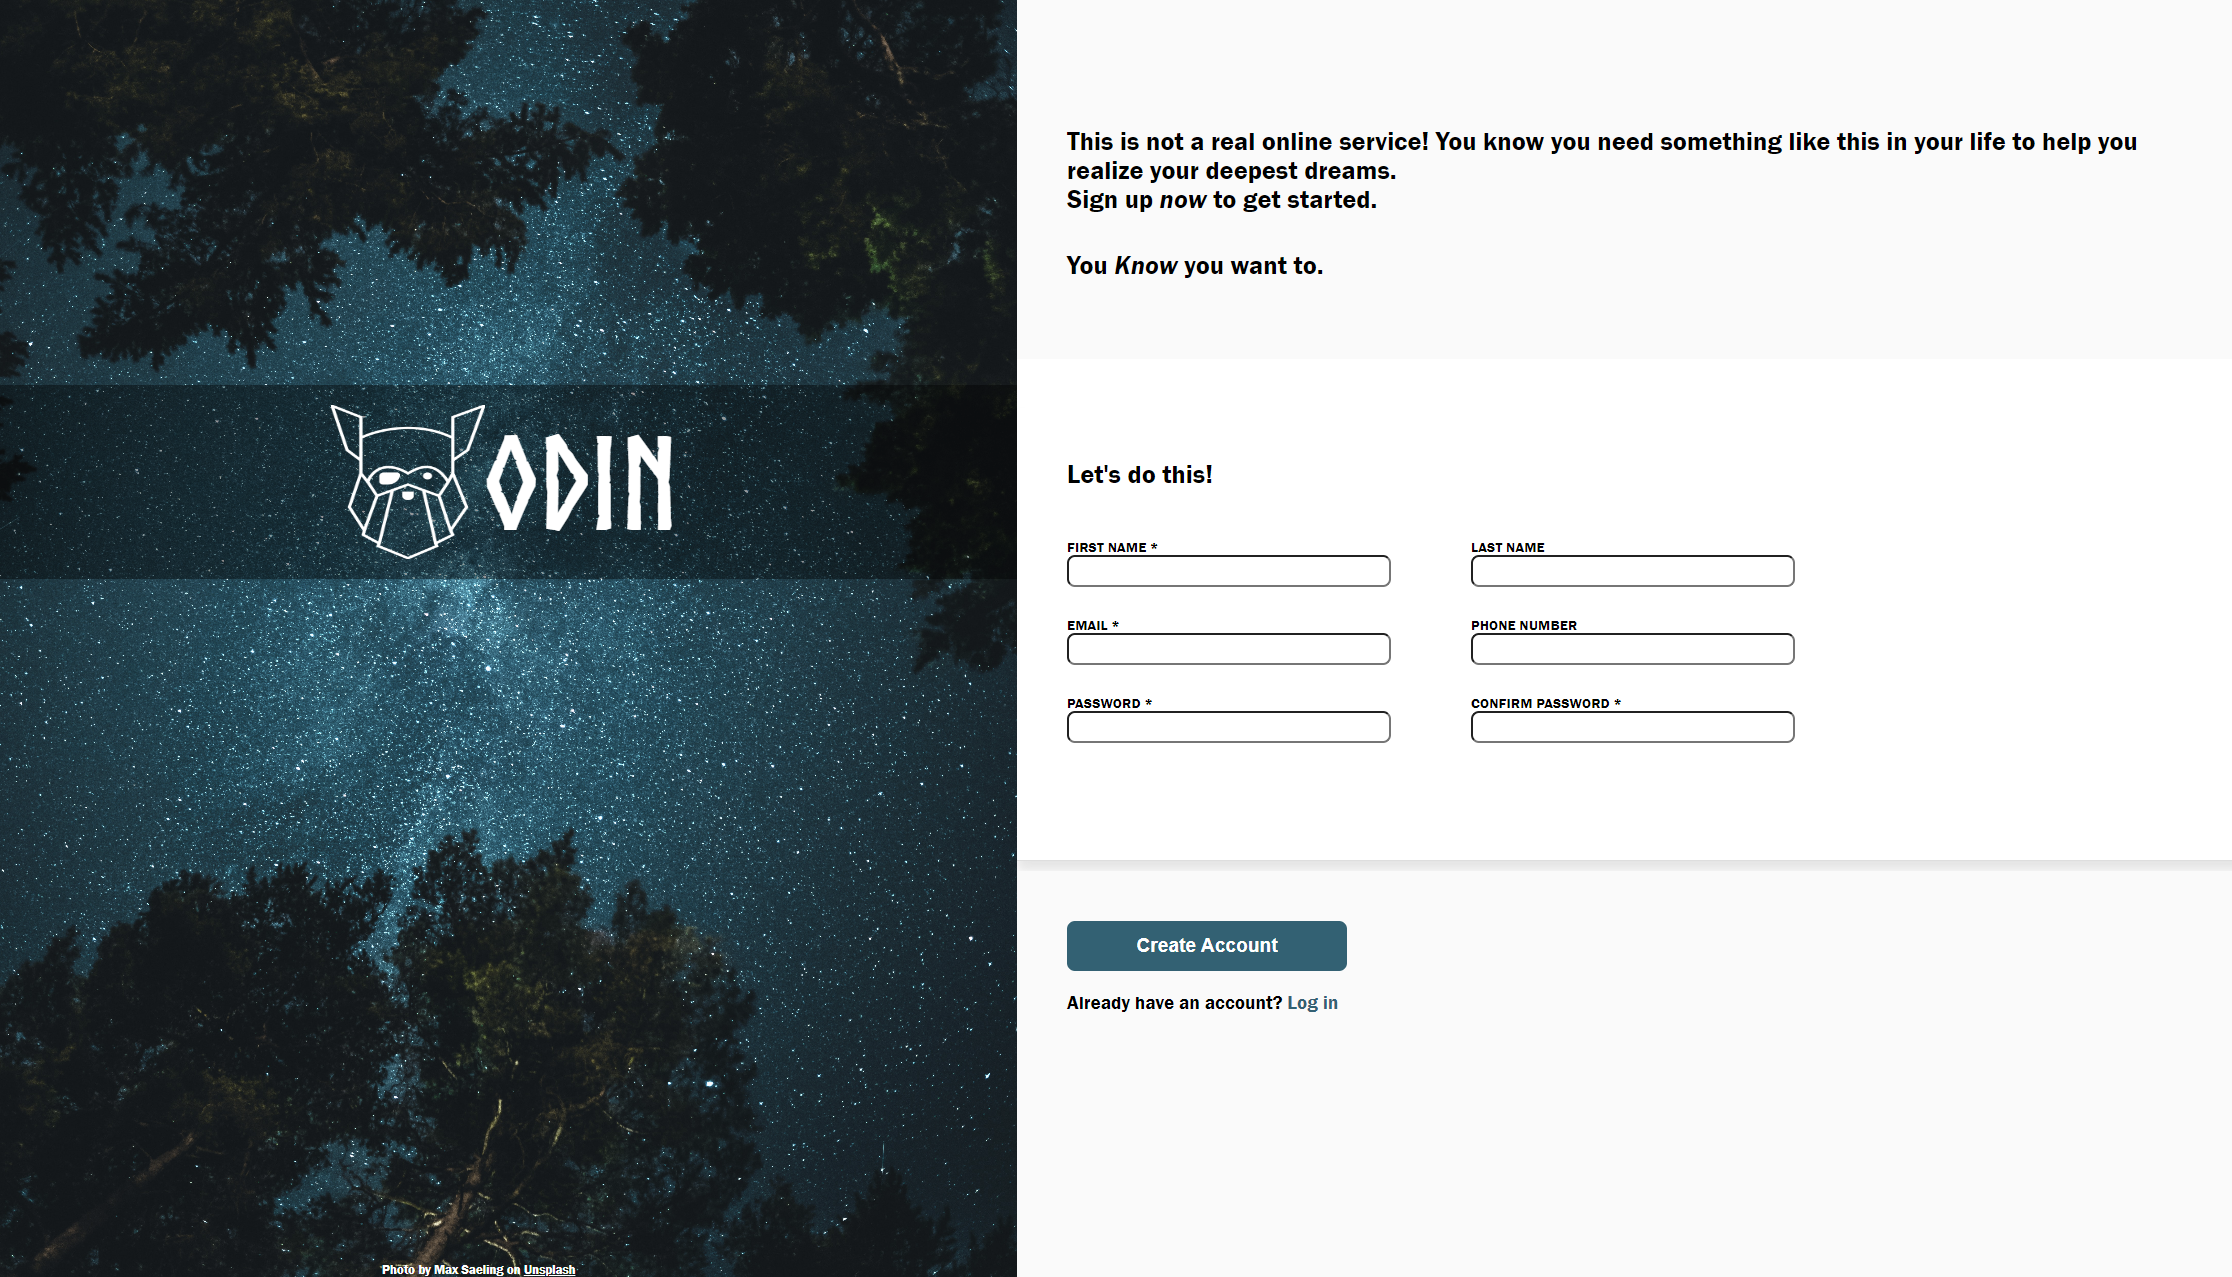 ODIN
Photo by Max Saeling on Unsplash
This is not a real online service! You know you need something like this in your life to help you
realize your deepest dreams.
Sign up now to get started.
You Know you want to.
Let's do this!
FIRST NAME *
LAST NAME
EMAIL *
PHONE NUMBER
PASSWORD *
CONFIRM PASSWORD *
Create Account
Already have an account? Log in